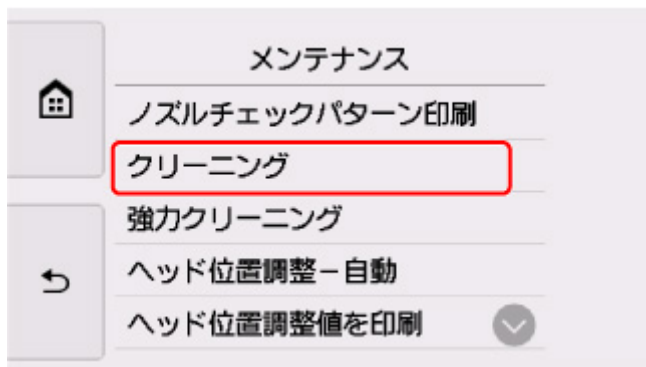 メンテナンス
ノズルチェックパターン印刷
クリーニング
強力クリーニング
ヘッド位置調整－自動
ヘッド位置調整値を印刷